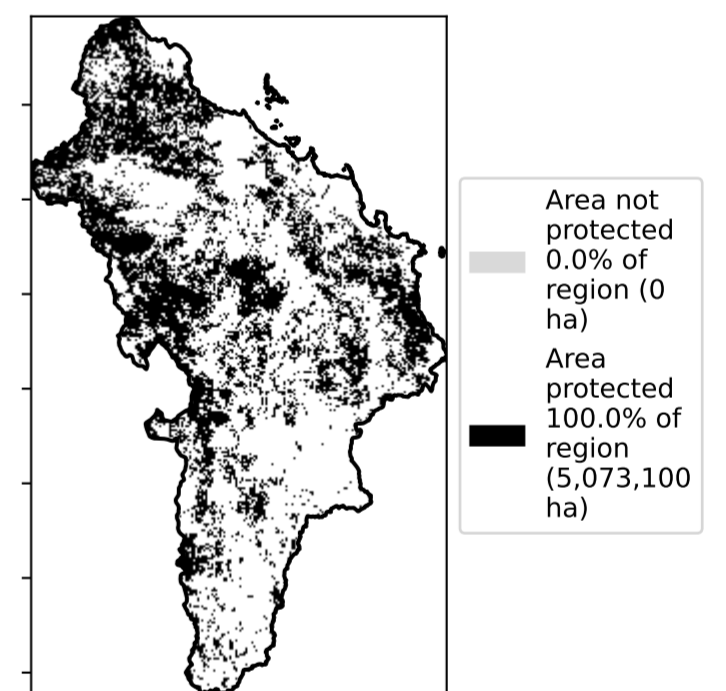 Area not
protected
0.0% of
region (0
ha)
Area
protected
100.0% of
region
(5,073,100
ha)